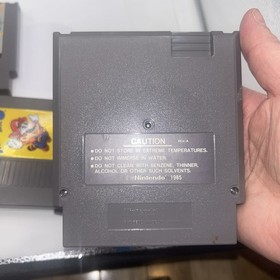 CAUTION
• DO NOT STORE IN EXTREME TEMPERATURES.
• DO NOT IMMERSE IN WATER.
• DO NOT CLEAN WITH BENZENE, THINNER,
ALCOHOL OR OTHER SUCH SOLVENTS.
©Nintendo 1985